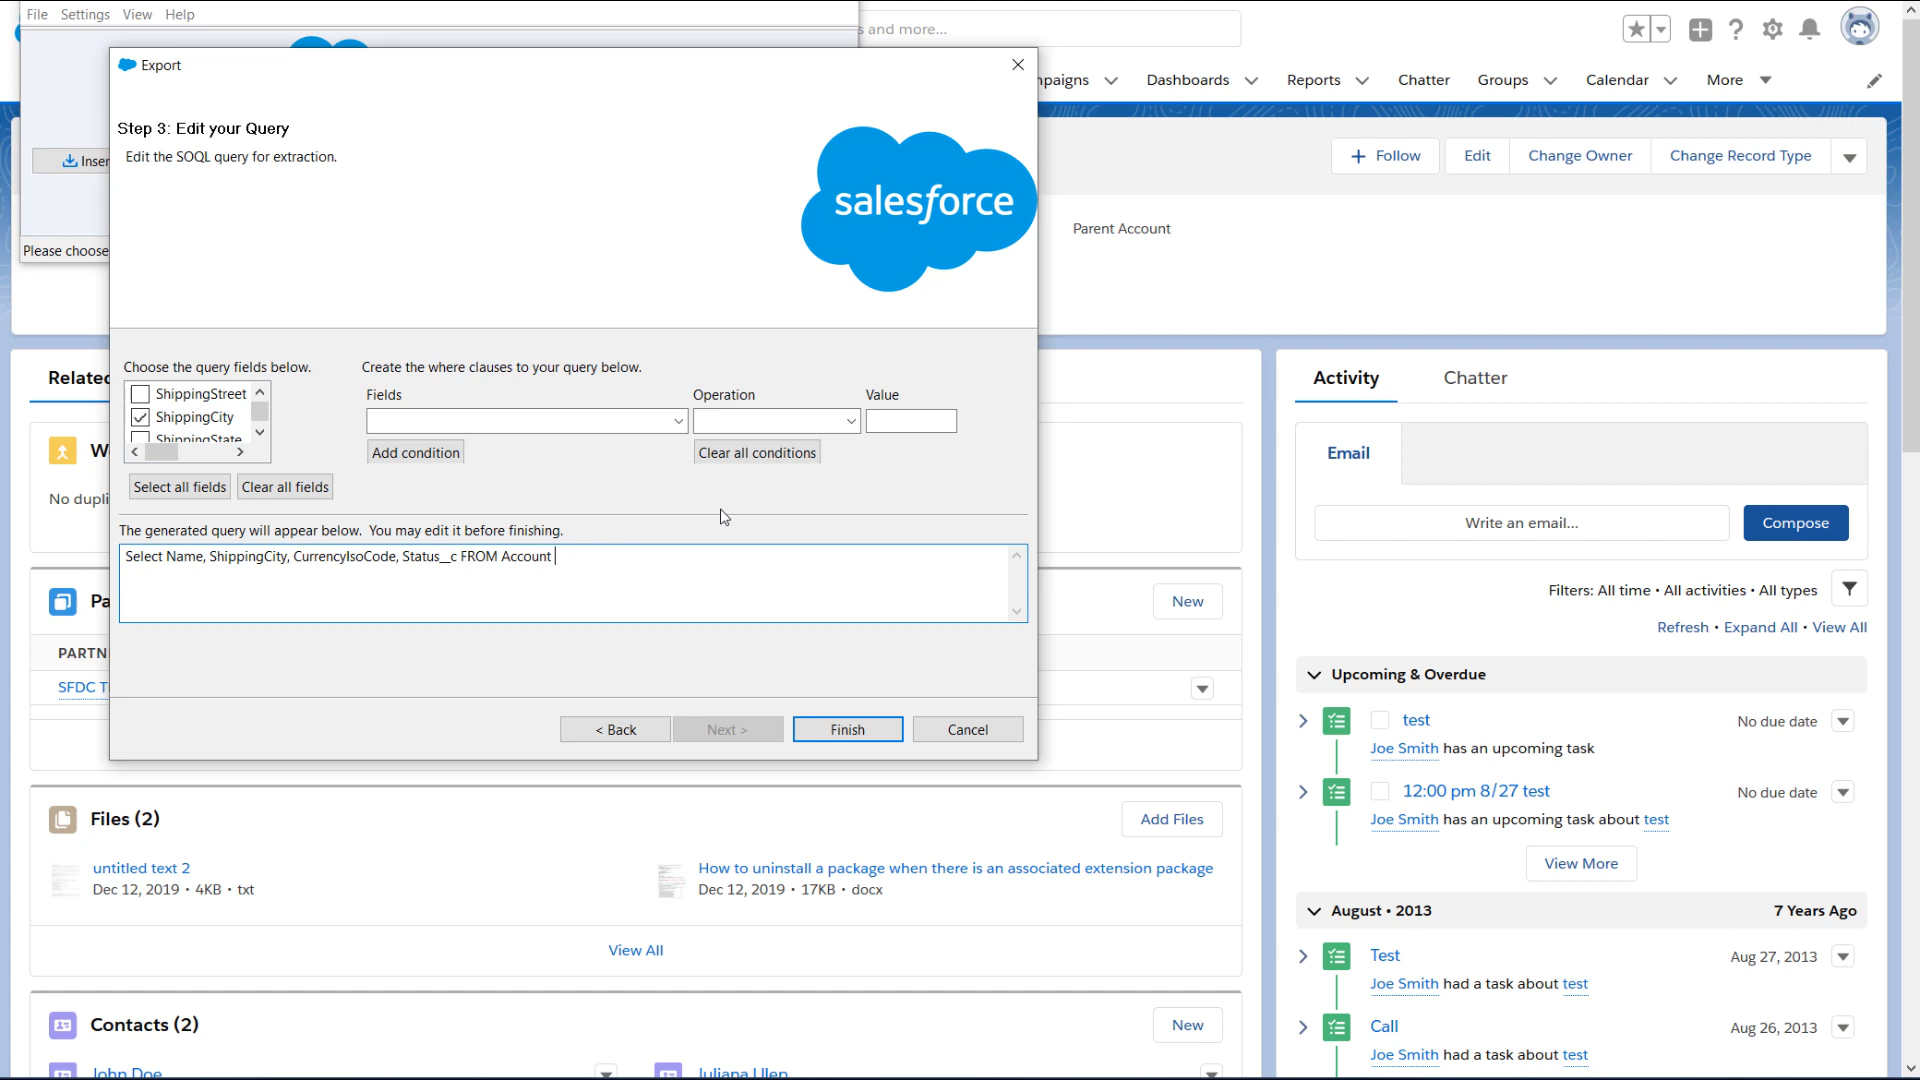 File Settings View Help
s and more...
Export
paigns Dashboards Reports Chatter Groups Calendar More
Step 3: Edit your Query
Edit the SOQL query for extraction.
Inser
salesforce
Follow Edit Change Owner Change Record Type
Parent Account
Please choose
Choose the query fields below.
Create the where clauses to your query below.
ShippingStreet
ShippingCity
ShippingState
Fields Operation Value
Add condition
Clear all conditions
Select all fields Clear all fields
The generated query will appear below. You may edit it before finishing.
Select Name, ShippingCity, CurrencyIsoCode, Status__c FROM Account
< Back Next > Finish Cancel
Related
W
No dupli
Pa
New
PARTN
SFDC T
Files (2)
Add Files
untitled text 2
Dec 12, 2019 • 4KB • txt
How to uninstall a package when there is an associated extension package
Dec 12, 2019 • 17KB • docx
View All
Contacts (2)
New
John Doe
Juliana Ullen
Activity Chatter
Email
Write an email...
Compose
Filters: All time • All activities • All types
Refresh • Expand All • View All
Upcoming & Overdue
test No due date
Joe Smith has an upcoming task
12:00 pm 8/27 test No due date
Joe Smith has an upcoming task about test
View More
August • 2013 7 Years Ago
Test Aug 27, 2013
Joe Smith had a task about test
Call Aug 26, 2013
Joe Smith had a task about test